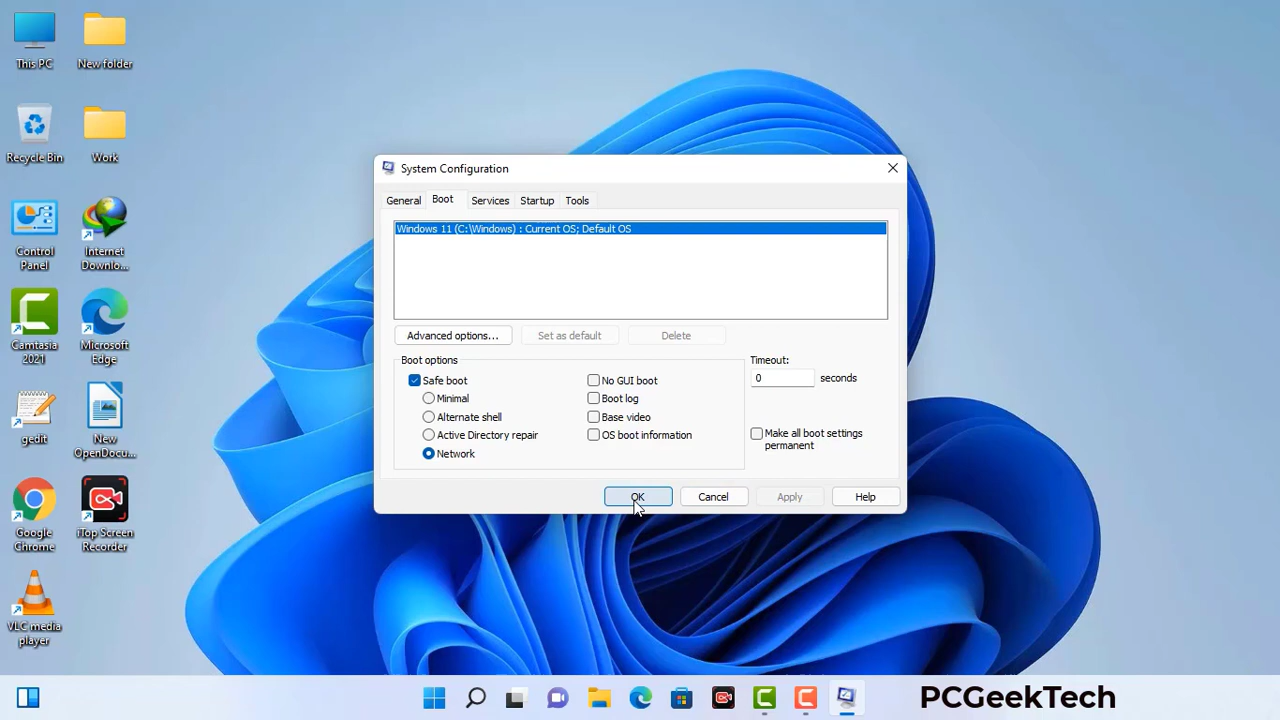 This PC
New folder
Recycle Bin
Work
Control
Panel
Internet
Downlo...
Camtasia
2021
Microsoft
Edge
gedit
New
OpenDocu...
Google
Chrome
iTop Screen
Recorder
VLC media
player
System Configuration
General
Boot
Services
Startup
Tools
Windows 11 (C:\Windows) : Current OS; Default OS
Advanced options...
Set as default
Delete
Boot options
Safe boot
Minimal
Alternate shell
Active Directory repair
Network
No GUI boot
Boot log
Base video
OS boot information
Timeout:
0 seconds
Make all boot settings
permanent
OK
Cancel
Apply
Help
PCGeekTech